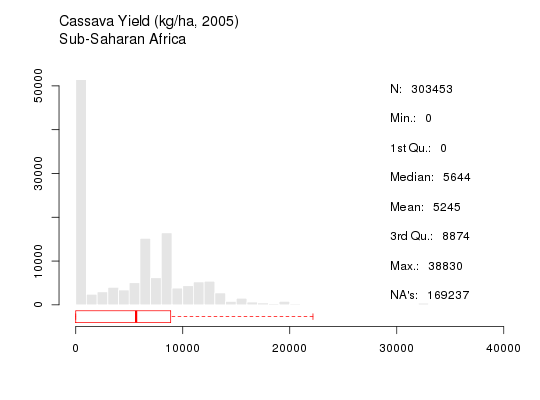 Cassava Yield (kg/ha, 2005)
Sub-Saharan Africa
50000
30000
10000
0
N: 303453
Min.: 0
1st Qu.: 0
Median: 5644
Mean: 5245
3rd Qu.: 8874
Max.: 38830
NA's: 169237
0 10000 20000 30000 40000